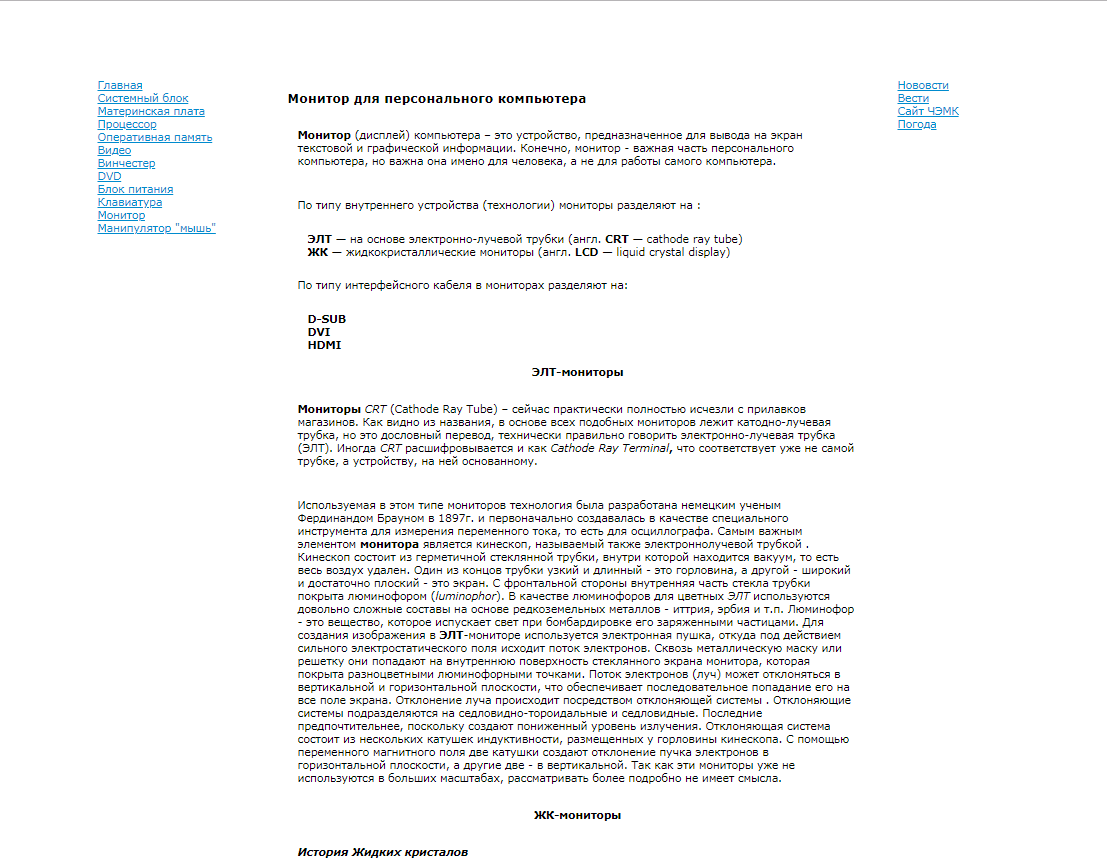 Главная
Системный блок
Материнская плата
Процессор
Оперативная память
Видео
Винчестер
DVD
Блок питания
Клавиатура
Монитор
Манипулятор "мышь"
Монитор для персонального компьютера
Монитор (дисплей) компьютера – это устройство, предназначенное для вывода на экран
текстовой и графической информации. Конечно, монитор - важная часть персонального
компьютера, но важна она имено для человека, а не для работы самого компьютера.
По типу внутреннего устройства (технологии) мониторы разделяют на :
ЭЛТ — на основе электронно-лучевой трубки (англ. CRT — cathode ray tube)
ЖК — жидкокристаллические мониторы (англ. LCD — liquid crystal display)
По типу интерфейсного кабеля в мониторах разделяют на:
D-SUB
DVI
HDMI
ЭЛТ-мониторы
Мониторы CRT (Cathode Ray Tube) – сейчас практически полностью исчезли с прилавков
магазинов. Как видно из названия, в основе всех подобных мониторов лежит катодно-лучевая
трубка, но это дословный перевод, технически правильно говорить электронно-лучевая трубка
(ЭЛТ). Иногда CRT расшифровывается и как Cathode Ray Terminal, что соответствует уже не самой
трубке, а устройству, на ней основанному.
Используемая в этом типе мониторов технология была разработана немецким ученым
Фердинандом Брауном в 1897г. и первоначально создавалась в качестве специального
инструмента для измерения переменного тока, то есть для осциллографа. Самым важным
элементом монитора является кинескоп, называемый также электроннолучевой трубкой .
Кинескоп состоит из герметичной стеклянной трубки, внутри которой находится вакуум, то есть
весь воздух удален. Один из концов трубки узкий и длинный - это горловина, а другой - широкий
и достаточно плоский - это экран. С фронтальной стороны внутренняя часть стекла трубки
покрыта люминофором (luminophor). В качестве люминофоров для цветных ЭЛТ используются
довольно сложные составы на основе редкоземельных металлов - иттрия, эрбия и т.п. Люминофор
- это вещество, которое испускает свет при бомбардировке его заряженными частицами. Для
создания изображения в ЭЛТ-мониторе используется электронная пушка, откуда под действием
сильного электростатического поля исходит поток электронов. Сквозь металлическую маску или
решетку они попадают на внутреннюю поверхность стеклянного экрана монитора, которая
покрыта разноцветными люминофорными точками. Поток электронов (луч) может отклоняться в
вертикальной и горизонтальной плоскости, что обеспечивает последовательное попадание его на
все поле экрана. Отклонение луча происходит посредством отклоняющей системы . Отклоняющие
системы подразделяются на седловидно-тороидальные и седловидные. Последние
предпочтительнее, поскольку создают пониженный уровень излучения. Отклоняющая система
состоит из нескольких катушек индуктивности, размещенных у горловины кинескопа. С помощью
переменного магнитного поля две катушки создают отклонение пучка электронов в
горизонтальной плоскости, а другие две - в вертикальной. Так как эти мониторы уже не
используются в больших масштабах, рассматривать более подробно не имеет смысла.
ЖК-мониторы
История Жидких кристалов
Нововсти
Вести
Сайт ЧЭМК
Погода